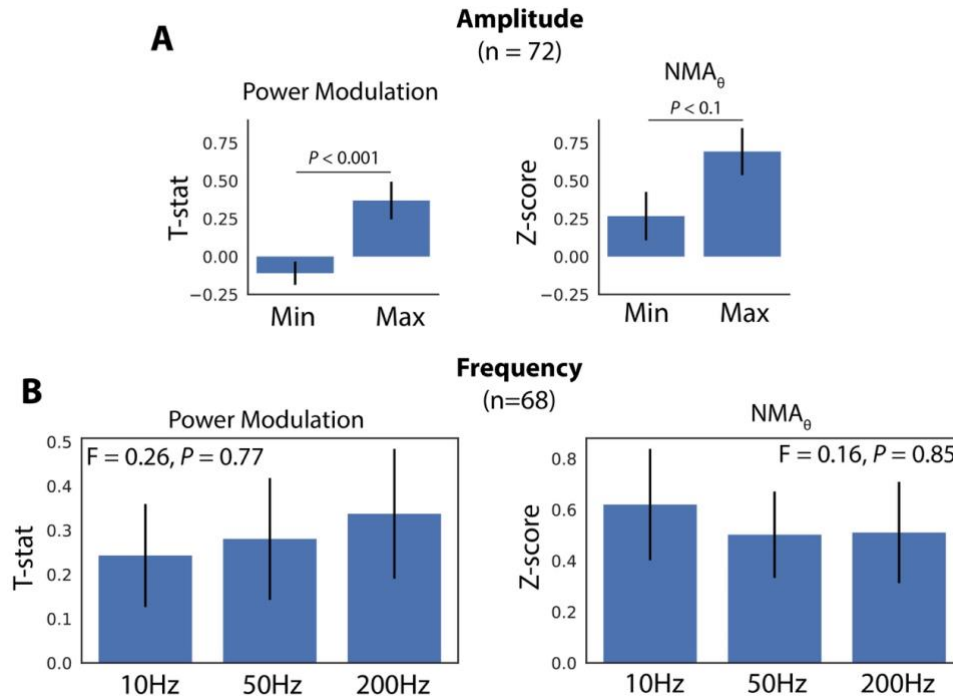 A
Amplitude
(n = 72)
Power Modulation
P < 0.001
T-stat
0.75
0.50
0.25
0.00
−0.25
Min Max
NMAθ
P < 0.1
Z-score
0.75
0.50
0.25
0.00
−0.25
Min Max
B
Frequency
(n=68)
Power Modulation
F = 0.26, P = 0.77
T-stat
0.5
0.4
0.3
0.2
0.1
0.0
10Hz 50Hz 200Hz
NMAθ
F = 0.16, P = 0.85
Z-score
0.8
0.6
0.4
0.2
0.0
10Hz 50Hz 200Hz